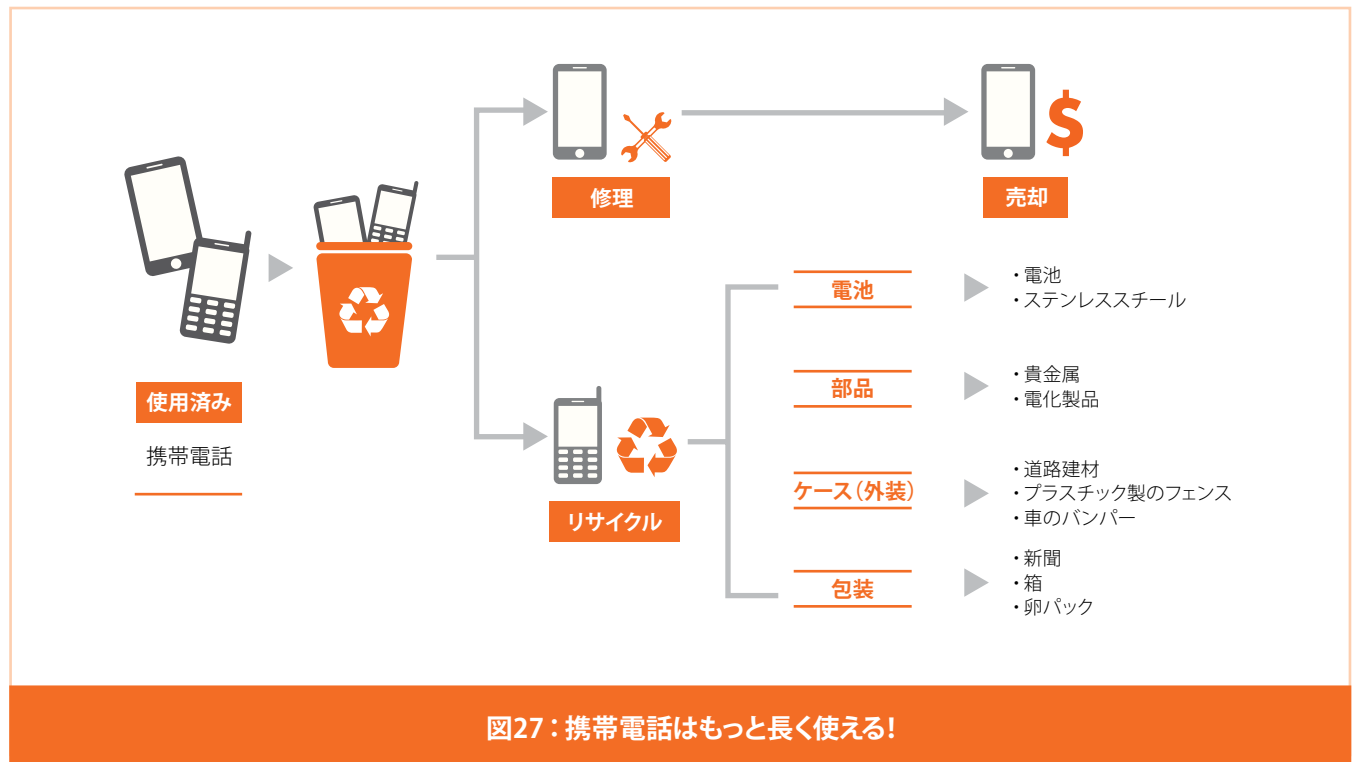 修理
売却
使用済み
携帯電話
リサイクル
電池
・電池
・ステンレススチール
部品
・貴金属
・電化製品
ケース（外装）
・道路建材
・プラスチック製のフェンス
・車のバンパー
包装
・新聞
・箱
・卵パック
図27：携帯電話はもっと長く使える!